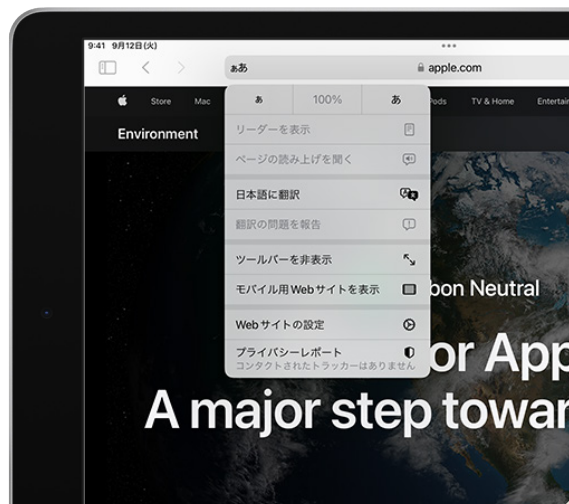 9:41 9月12日(火)
ぁあ
apple.com
Store Mac
TV & Home
Environment
ぁ 100% あ
リーダーを表示
ページの読み上げを聞く
日本語に翻訳
翻訳の問題を報告
ツールバーを非表示
モバイル用Webサイトを表示
bon Neutral
Webサイトの設定
プライバシーレポート
コンタクトされたトラッカーはありません
or App
A major step towar